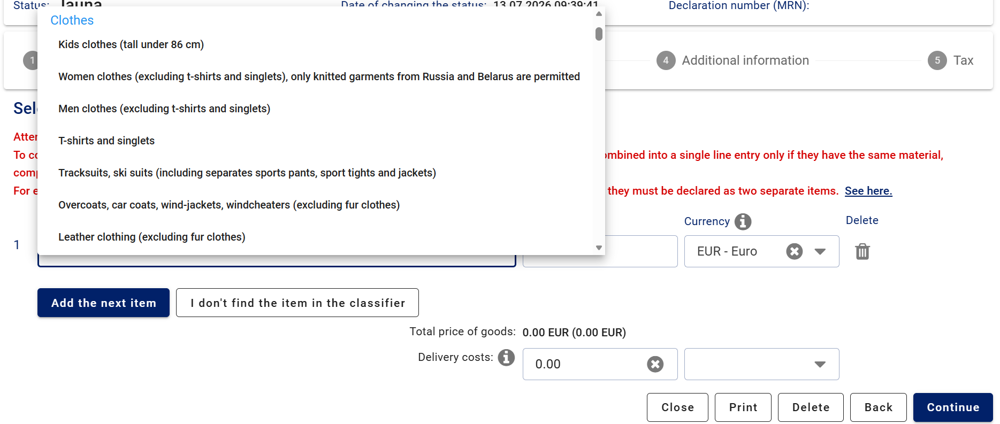 Status: Jauna Date of changing the status: 13.07.2026 09:39:41 Declaration number (MRN):
Clothes
Kids clothes (tall under 86 cm)
1 4 Additional information 5 Tax
Women clothes (excluding t-shirts and singlets), only knitted garments from Russia and Belarus are permitted
Men clothes (excluding t-shirts and singlets)
T-shirts and singlets
To ombined into a single line entry only if they have the same material,
Tracksuits, ski suits (including separates sports pants, sport tights and jackets)
For they must be declared as two separate items. See here.
Overcoats, car coats, wind-jackets, windcheaters (excluding fur clothes)
Currency Delete
Leather clothing (excluding fur clothes)
1 EUR - Euro
Add the next item I don't find the item in the classifier
Total price of goods: 0.00 EUR (0.00 EUR)
Delivery costs: 0.00
Close Print Delete Back Continue